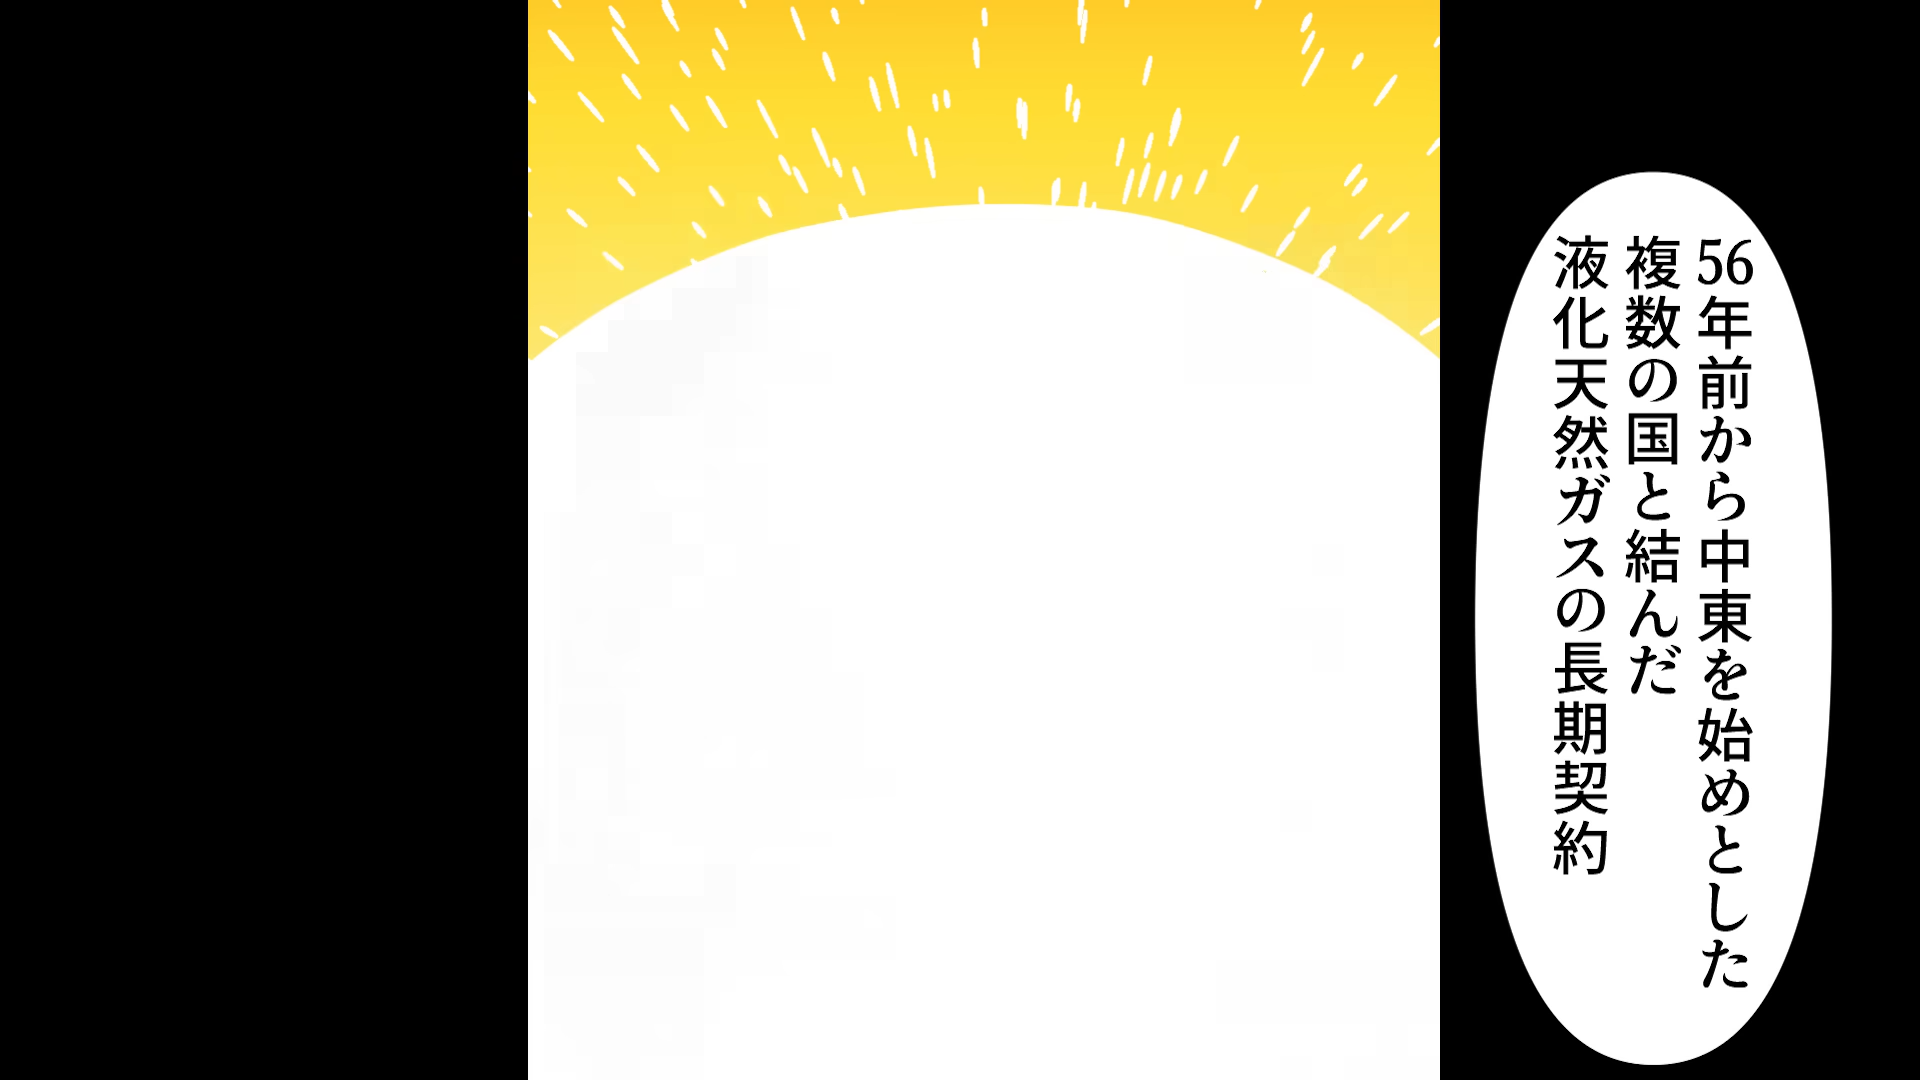 56年前から中東を始めとした
複数の国と結んだ
液化天然ガスの長期契約